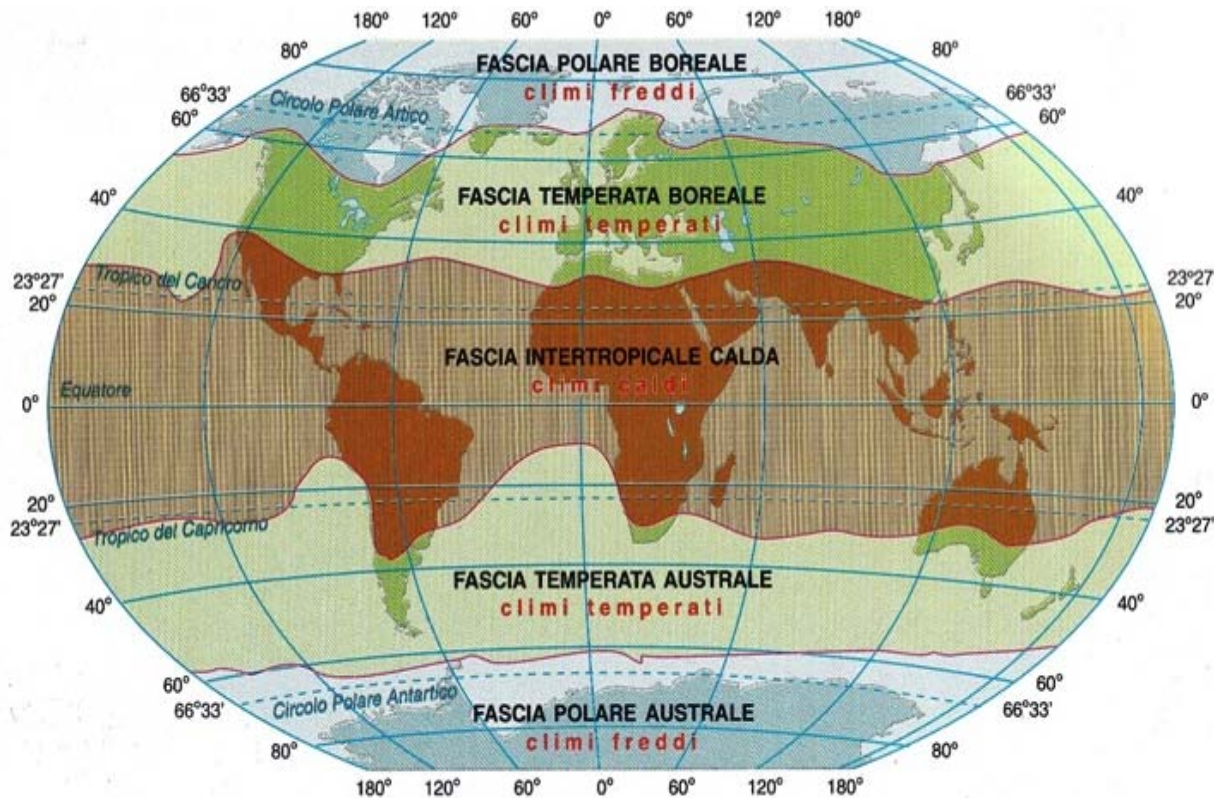 180° 120° 60° 0° 60° 120° 180°
80° 80°
FASCIA POLARE BOREALE
climi freddi
66°33' 66°33'
Circolo Polare Artico
60° 60°
FASCIA TEMPERATA BOREALE
climi temperati
40° 40°
23°27' 23°27'
Tropico del Cancro
20° 20°
FASCIA INTERTROPICALE CALDA
climi caldi
Equatore
0° 0°
20° 20°
23°27' 23°27'
Tropico del Capricorno
FASCIA TEMPERATA AUSTRALE
climi temperati
40° 40°
60° 60°
66°33' 66°33'
Circolo Polare Antartico
FASCIA POLARE AUSTRALE
climi freddi
80° 80°
180° 120° 60° 0° 60° 120° 180°